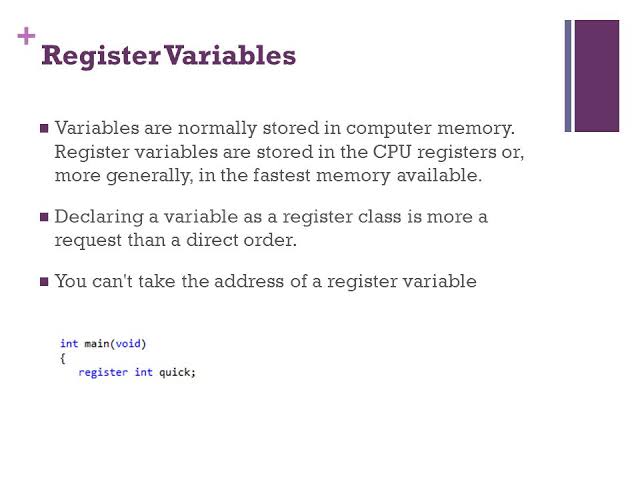 +
Register Variables
Variables are normally stored in computer memory.
Register variables are stored in the CPU registers or,
more generally, in the fastest memory available.
Declaring a variable as a register class is more a
request than a direct order.
You can't take the address of a register variable
int main(void)
{
register int quick;